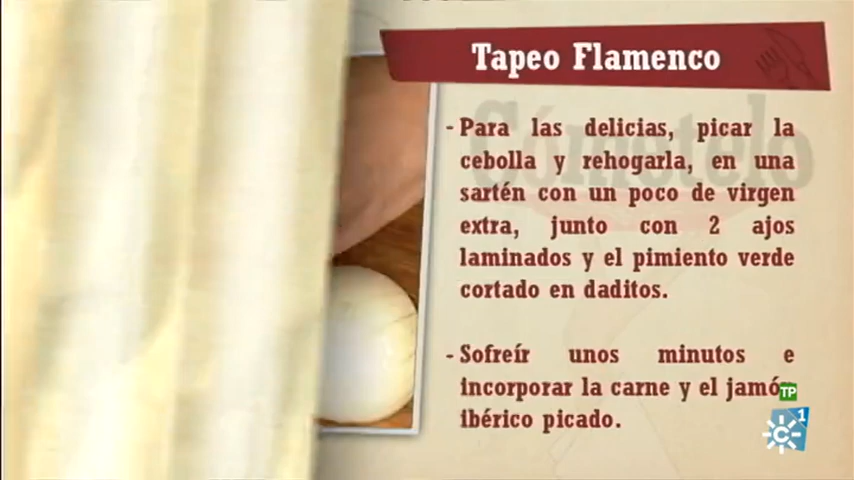 Tapeo Flamenco
- Para las delicias, picar la
cebolla y rehogarla, en una
sartén con un poco de virgen
extra, junto con 2 ajos
laminados y el pimiento verde
cortado en daditos.
- Sofreír unos minutos e
incorporar la carne y el jamó
ibérico picado.
TP
1
Cómetelo